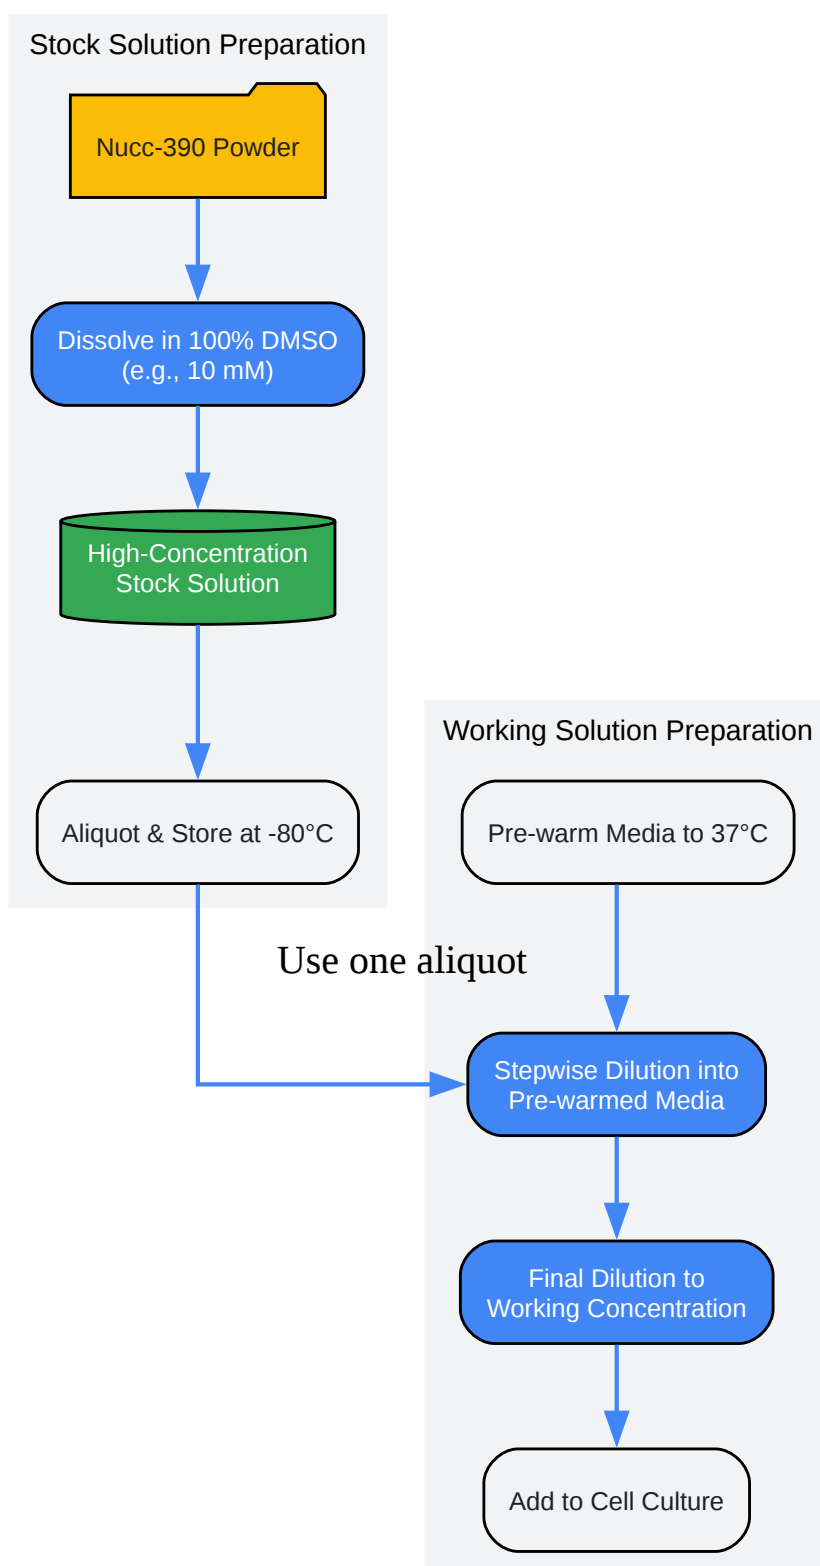 Stock Solution Preparation
Nucc-390 Powder
Dissolve in 100% DMSO
(e.g., 10 mM)
High-Concentration
Stock Solution
Aliquot & Store at -80°C
Use one aliquot
Working Solution Preparation
Pre-warm Media to 37°C
Stepwise Dilution into
Pre-warmed Media
Final Dilution to
Working Concentration
Add to Cell Culture